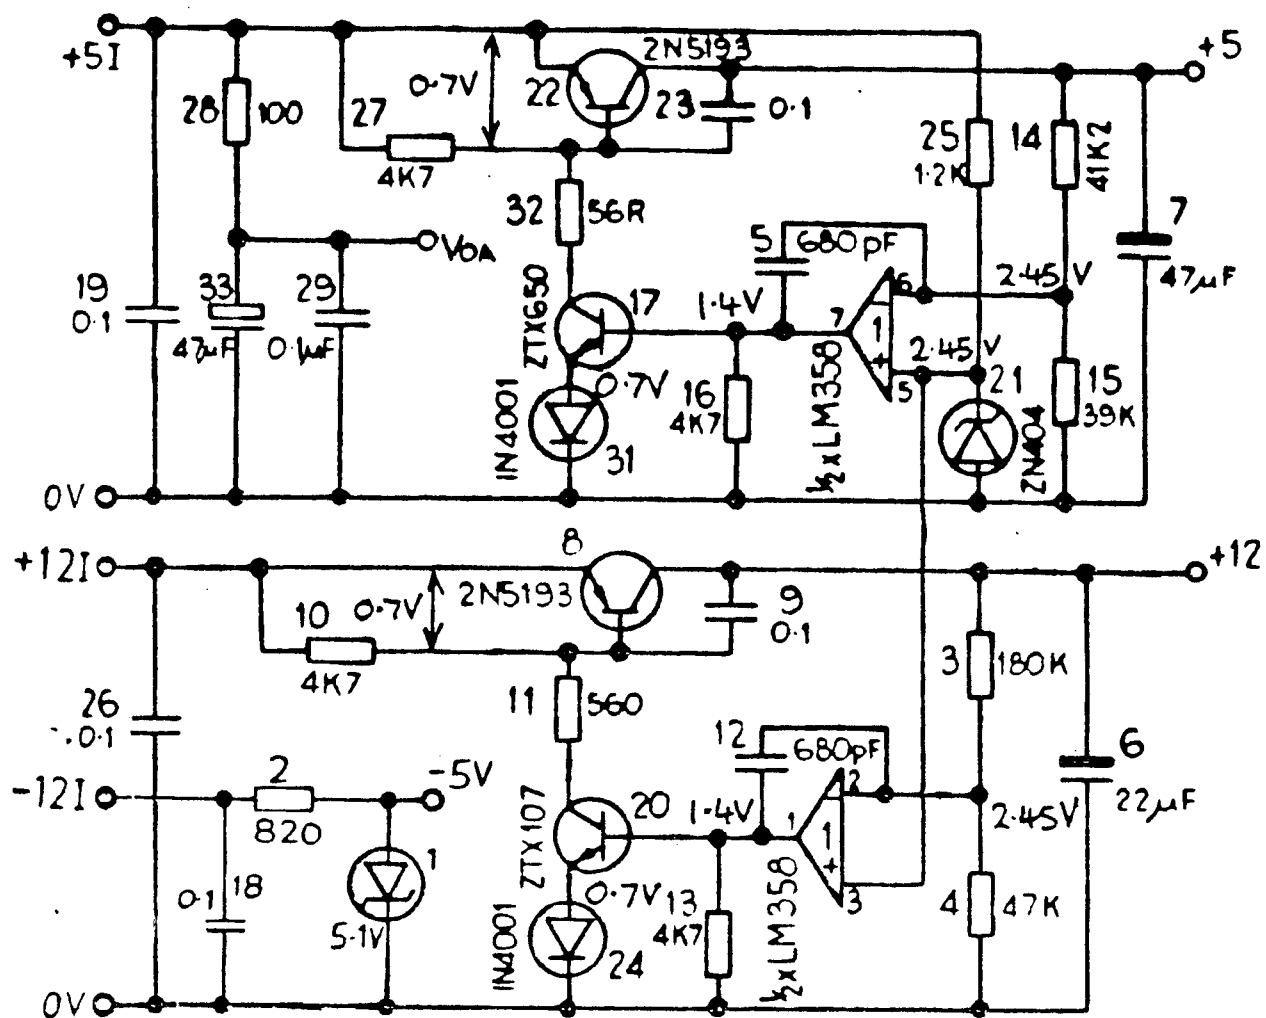 +5I
28
100
27
4K7
0.7V
22
2N5193
23
0.1
+5
25
1.2K
14
41K2
7
47µF
32
56R
5
680pF
6
2.45V
VOA
19
0.1
33
47µF
29
0.1µF
ZTX650
17
1.4V
7
1
-
+
5
2.45V
½xLM358
21
ZN404
15
39K
0.7V
1N4001
31
16
4K7
0V
+12I
8
2N5193
0.7V
10
4K7
9
0.1
+12
3
180K
11
560
26
0.1
12
680pF
6
22µF
-12I
2
820
-5V
ZTX107
20
1.4V
1
2
-
1
+
3
½xLM358
2.45V
0.1
18
1
5.1V
0.7V
1N4001
24
13
4K7
4
47K
0V